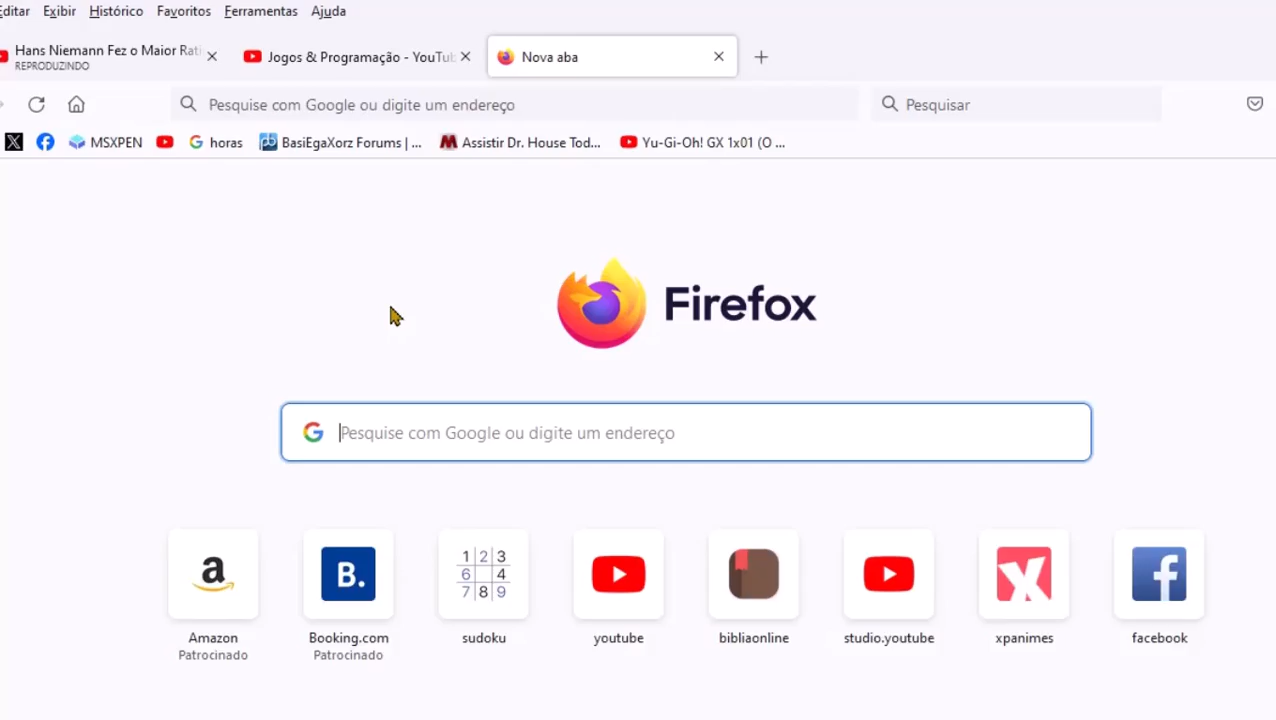 Editar Exibir Histórico Favoritos Ferramentas Ajuda
Hans Niemann Fez o Maior Rati
REPRODUZINDO
Jogos & Programação - YouTub
Nova aba
Pesquise com Google ou digite um endereço
Pesquisar
MSXPEN horas BasiEgaXorz Forums | ... Assistir Dr. House Tod... Yu-Gi-Oh! GX 1x01 (O ...
Firefox
Pesquise com Google ou digite um endereço
a B. 1 2 3 6 4 7 8 9
Amazon Booking.com sudoku youtube bibliaonline studio.youtube xpanimes facebook
Patrocinado Patrocinado